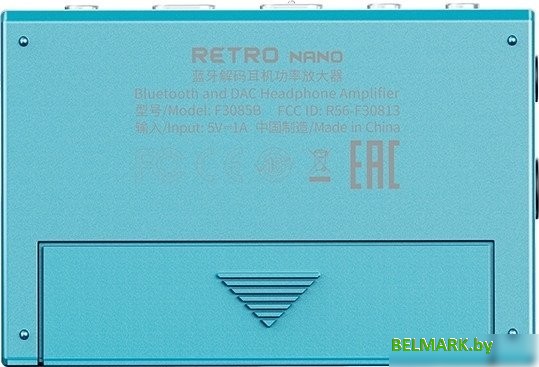 RETRO NANO
蓝牙解码耳机功率放大器
Bluetooth and DAC Headphone Amplifier
型号/Model: F3085B FCC ID: R56-F30813
输入/Input: 5V⎓1A 中国制造/Made in China
FC CE EAC
BELMARK.by